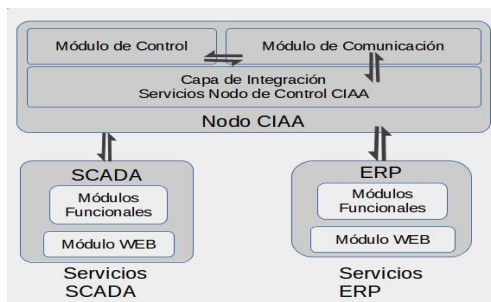 Módulo de Control
Módulo de Comunicación
Capa de Integración
Servicios Nodo de Control CIAA
Nodo CIAA
SCADA
Módulos
Funcionales
Módulo WEB
Servicios
SCADA
ERP
Módulos
Funcionales
Módulo WEB
Servicios
ERP